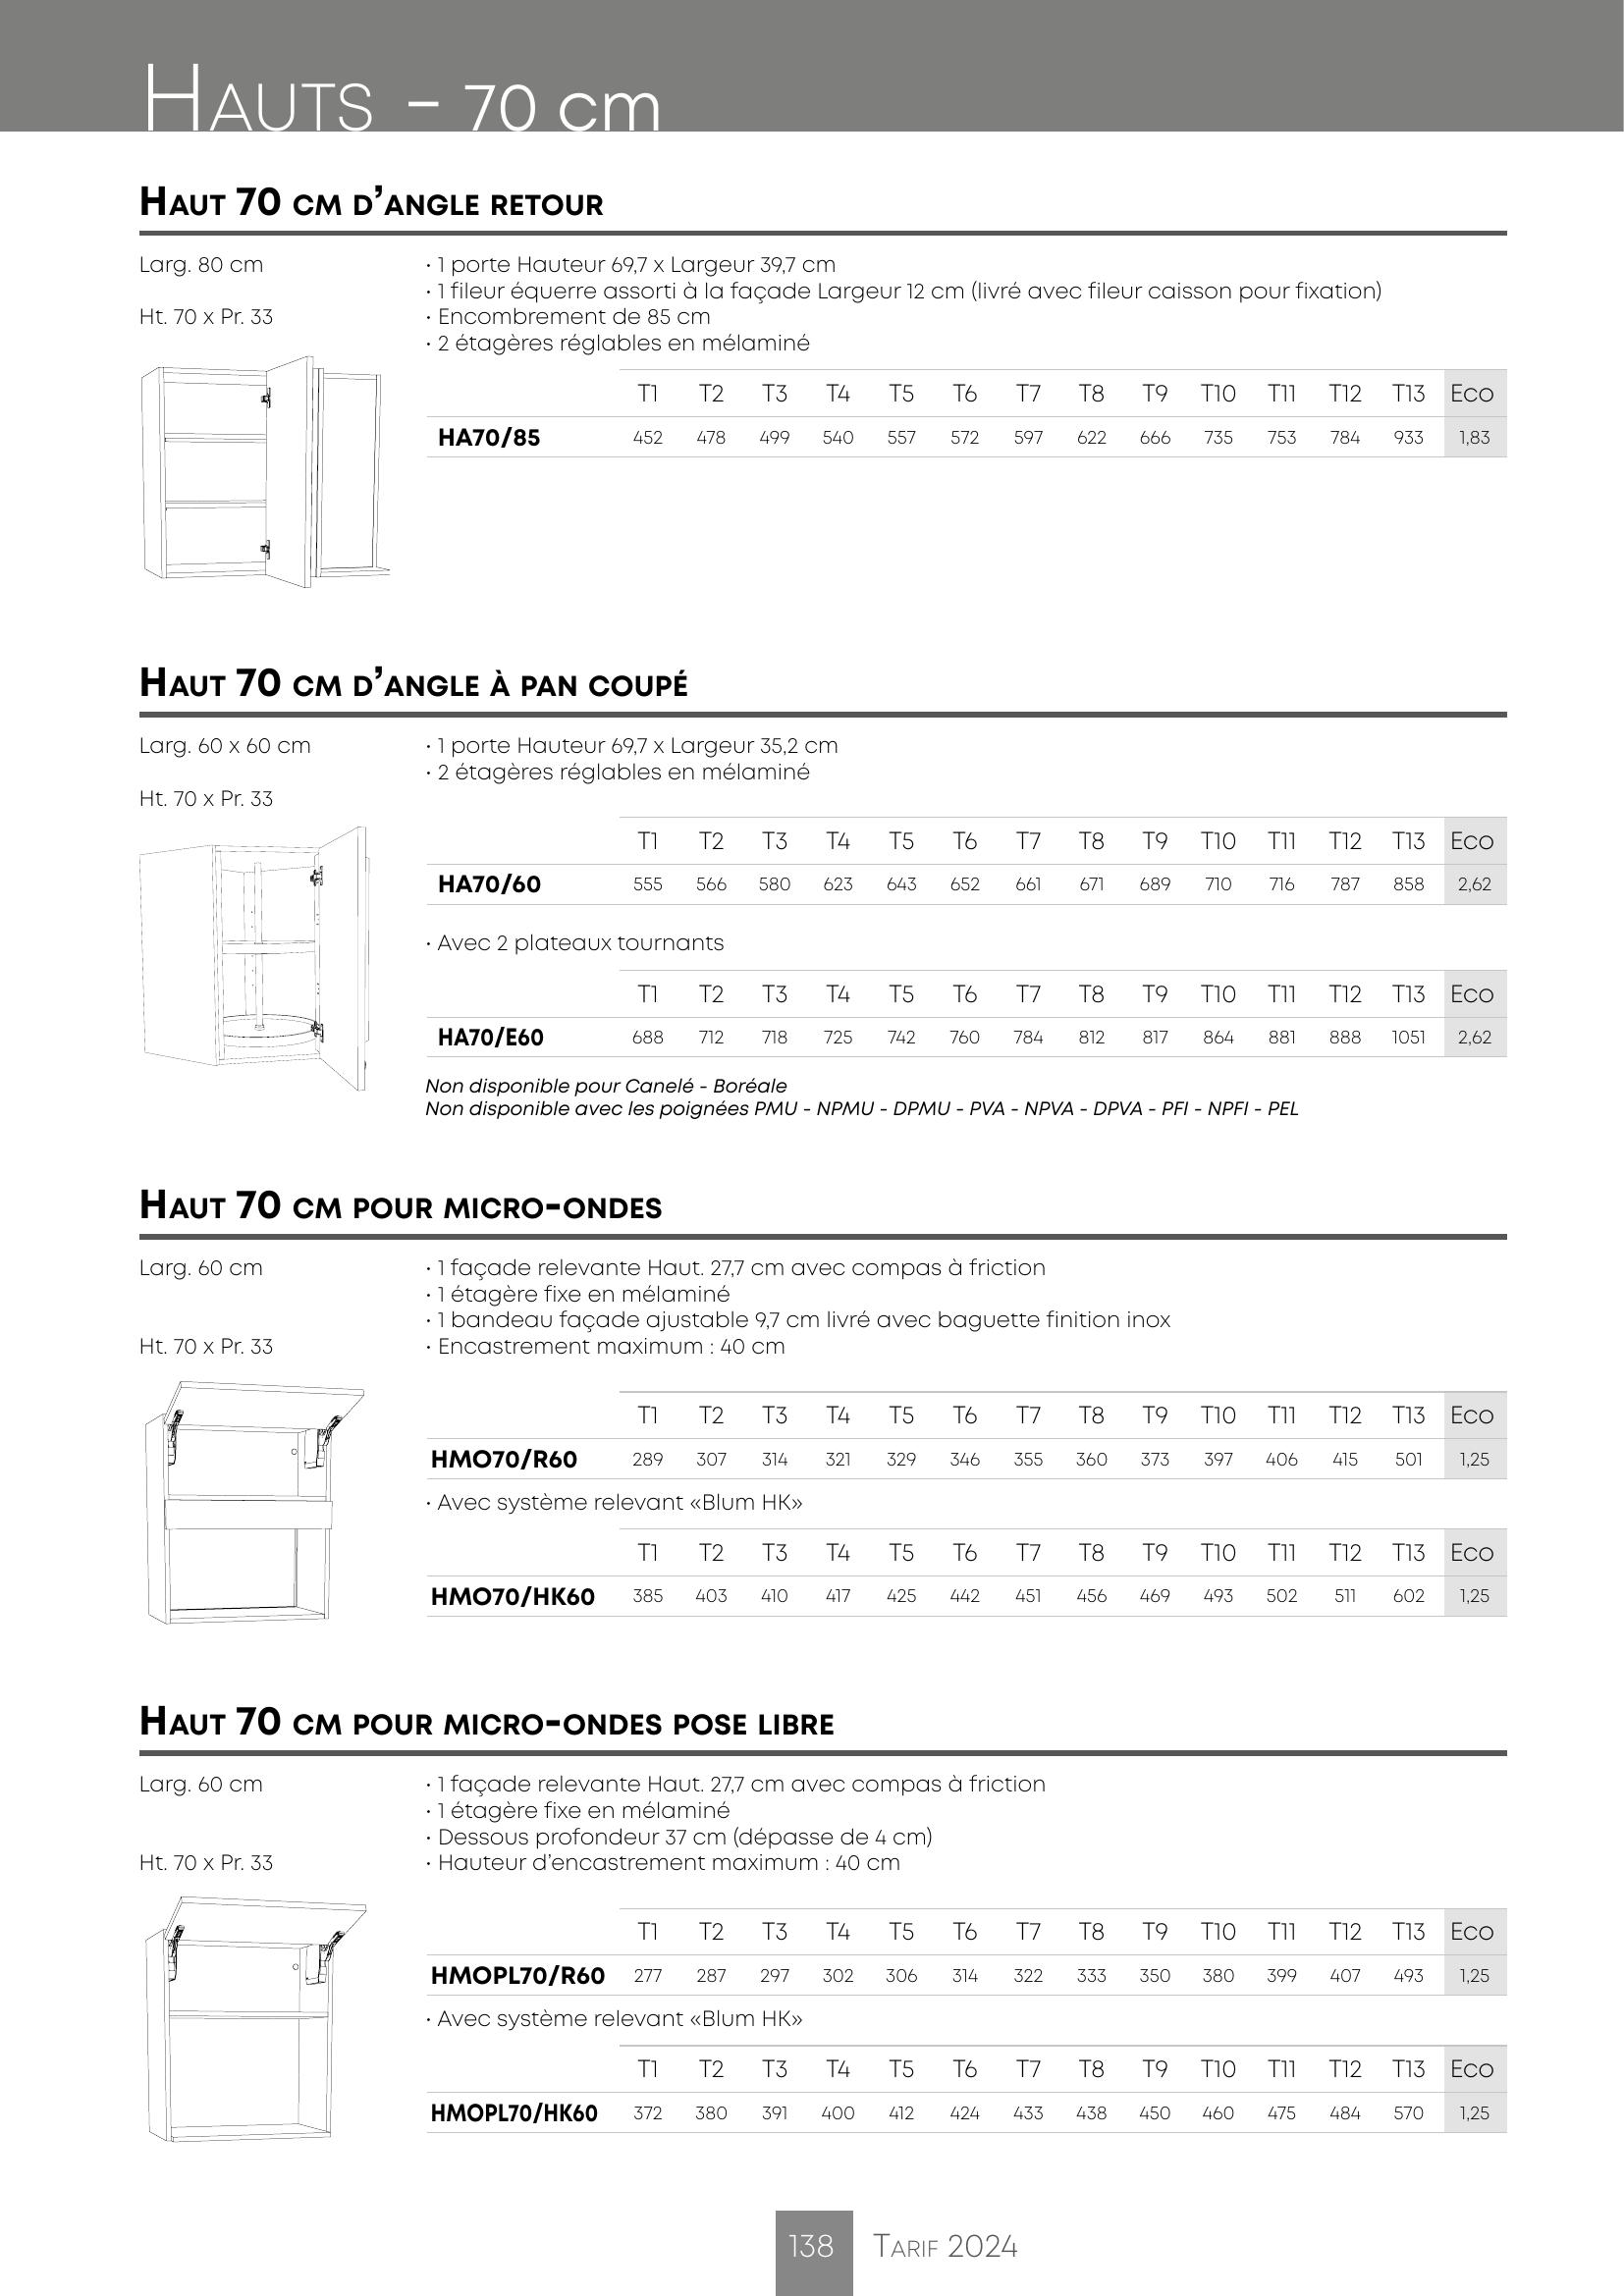 Hauts - 70 cm
Haut 70 cm d’angle retour
Larg. 80 cm
Ht. 70 x Pr. 33
• 1 porte Hauteur 69,7 x Largeur 39,7 cm
• 1 fileur équerre assorti à la façade Largeur 12 cm (livré avec fileur caisson pour fixation)
• Encombrement de 85 cm
• 2 étagères réglables en mélaminé
T1 T2 T3 T4 T5 T6 T7 T8 T9 T10 T11 T12 T13 Eco
HA70/85 452 478 499 540 557 572 597 622 666 735 753 784 933 1,83
Haut 70 cm d’angle à pan coupé
Larg. 60 x 60 cm
Ht. 70 x Pr. 33
• 1 porte Hauteur 69,7 x Largeur 35,2 cm
• 2 étagères réglables en mélaminé
T1 T2 T3 T4 T5 T6 T7 T8 T9 T10 T11 T12 T13 Eco
HA70/60 555 566 580 623 643 652 661 671 689 710 716 787 858 2,62
• Avec 2 plateaux tournants
T1 T2 T3 T4 T5 T6 T7 T8 T9 T10 T11 T12 T13 Eco
HA70/E60 688 712 718 725 742 760 784 812 817 864 881 888 1051 2,62
Non disponible pour Canelé - Boréale
Non disponible avec les poignées PMU - NPMU - DPMU - PVA - NPVA - DPVA - PFI - NPFI - PEL
Haut 70 cm pour micro-ondes
Larg. 60 cm
Ht. 70 x Pr. 33
• 1 façade relevante Haut. 27,7 cm avec compas à friction
• 1 étagère fixe en mélaminé
• 1 bandeau façade ajustable 9,7 cm livré avec baguette finition inox
• Encastrement maximum : 40 cm
T1 T2 T3 T4 T5 T6 T7 T8 T9 T10 T11 T12 T13 Eco
HMO70/R60 289 307 314 321 329 346 355 360 373 397 406 415 501 1,25
• Avec système relevant «Blum HK»
T1 T2 T3 T4 T5 T6 T7 T8 T9 T10 T11 T12 T13 Eco
HMO70/HK60 385 403 410 417 425 442 451 456 469 493 502 511 602 1,25
Haut 70 cm pour micro-ondes pose libre
Larg. 60 cm
Ht. 70 x Pr. 33
• 1 façade relevante Haut. 27,7 cm avec compas à friction
• 1 étagère fixe en mélaminé
• Dessous profondeur 37 cm (dépasse de 4 cm)
• Hauteur d’encastrement maximum : 40 cm
T1 T2 T3 T4 T5 T6 T7 T8 T9 T10 T11 T12 T13 Eco
HMOPL70/R60 277 287 297 302 306 314 322 333 350 380 399 407 493 1,25
• Avec système relevant «Blum HK»
T1 T2 T3 T4 T5 T6 T7 T8 T9 T10 T11 T12 T13 Eco
HMOPL70/HK60 372 380 391 400 412 424 433 438 450 460 475 484 570 1,25
138 Tarif 2024